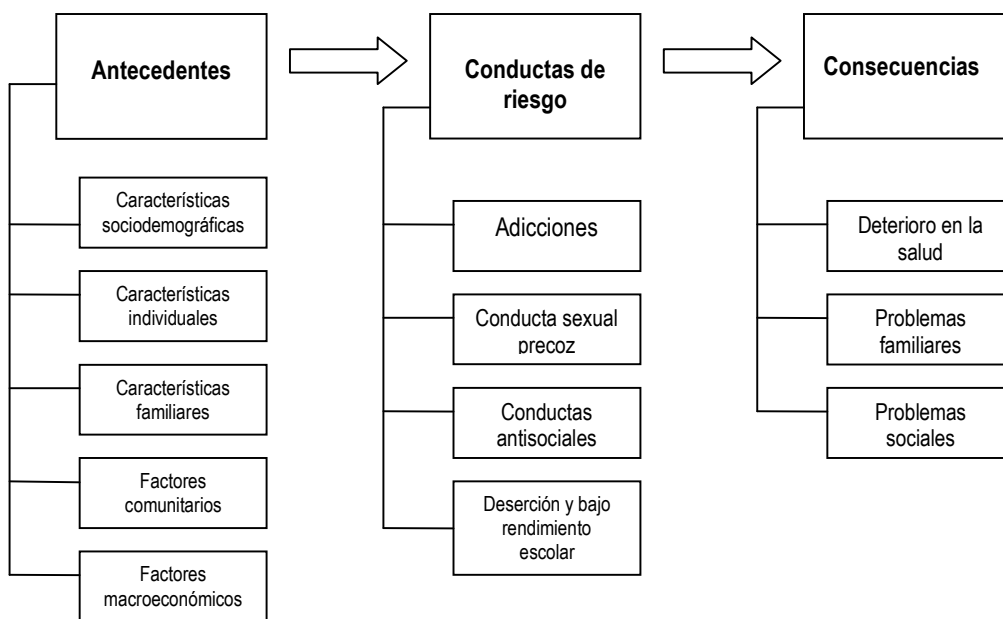 Antecedentes
Características
sociodemográficas
Características
individuales
Características
familiares
Factores
comunitarios
Factores
macroeconómicos
Conductas de
riesgo
Adicciones
Conducta sexual
precoz
Conductas
antisociales
Deserción y bajo
rendimiento
escolar
Consecuencias
Deterioro en la
salud
Problemas
familiares
Problemas
sociales